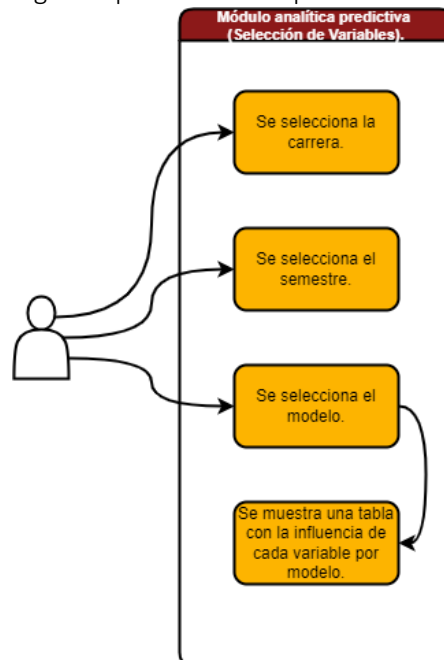 Módulo analítica predictiva
(Selección de Variables).
Se selecciona la
carrera.
Se selecciona el
semestre.
Se selecciona el
modelo.
Se muestra una tabla
con la influencia de
cada variable por
modelo.